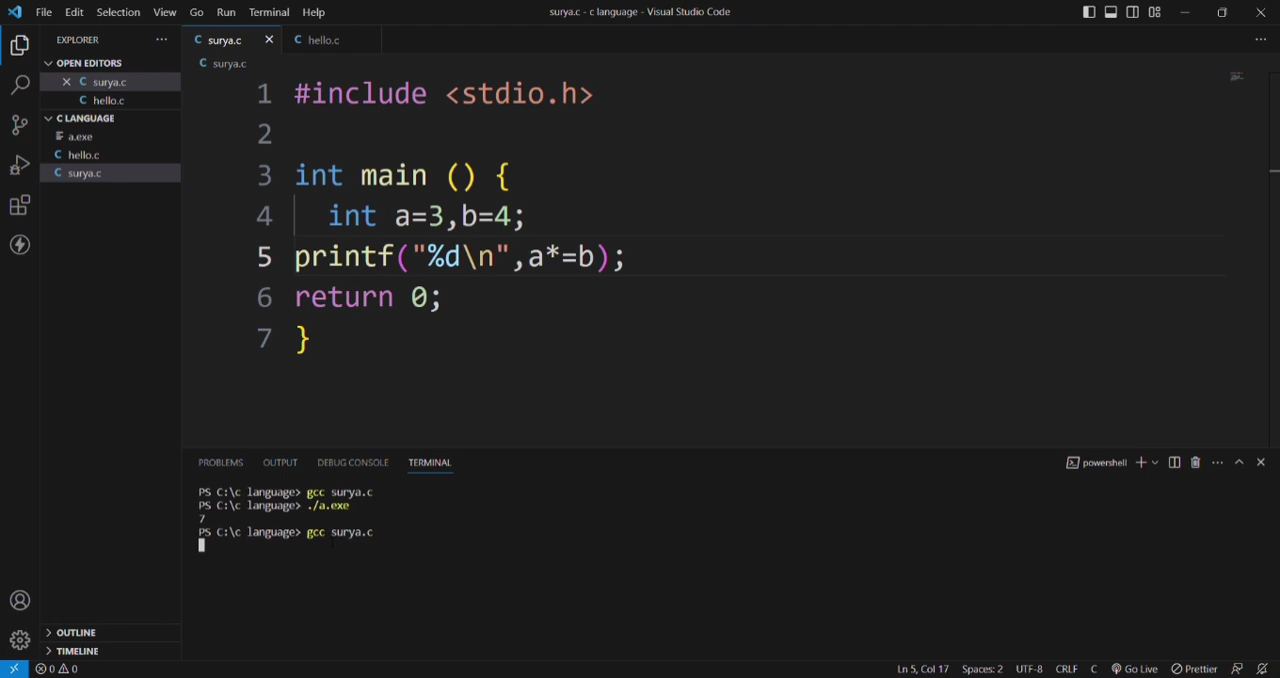 File Edit Selection View Go Run Terminal Help
surya.c - c language - Visual Studio Code
EXPLORER
OPEN EDITORS
surya.c
hello.c
C LANGUAGE
a.exe
hello.c
surya.c
OUTLINE
TIMELINE
surya.c
hello.c
surya.c
1 #include <stdio.h>
2
3 int main () {
4 int a=3,b=4;
5 printf("%d\n",a*=b);
6 return 0;
7 }
PROBLEMS OUTPUT DEBUG CONSOLE TERMINAL
powershell
PS C:\c language> gcc surya.c
PS C:\c language> ./a.exe
7
PS C:\c language> gcc surya.c
0 0
Ln 5, Col 17 Spaces: 2 UTF-8 CRLF C Go Live Prettier